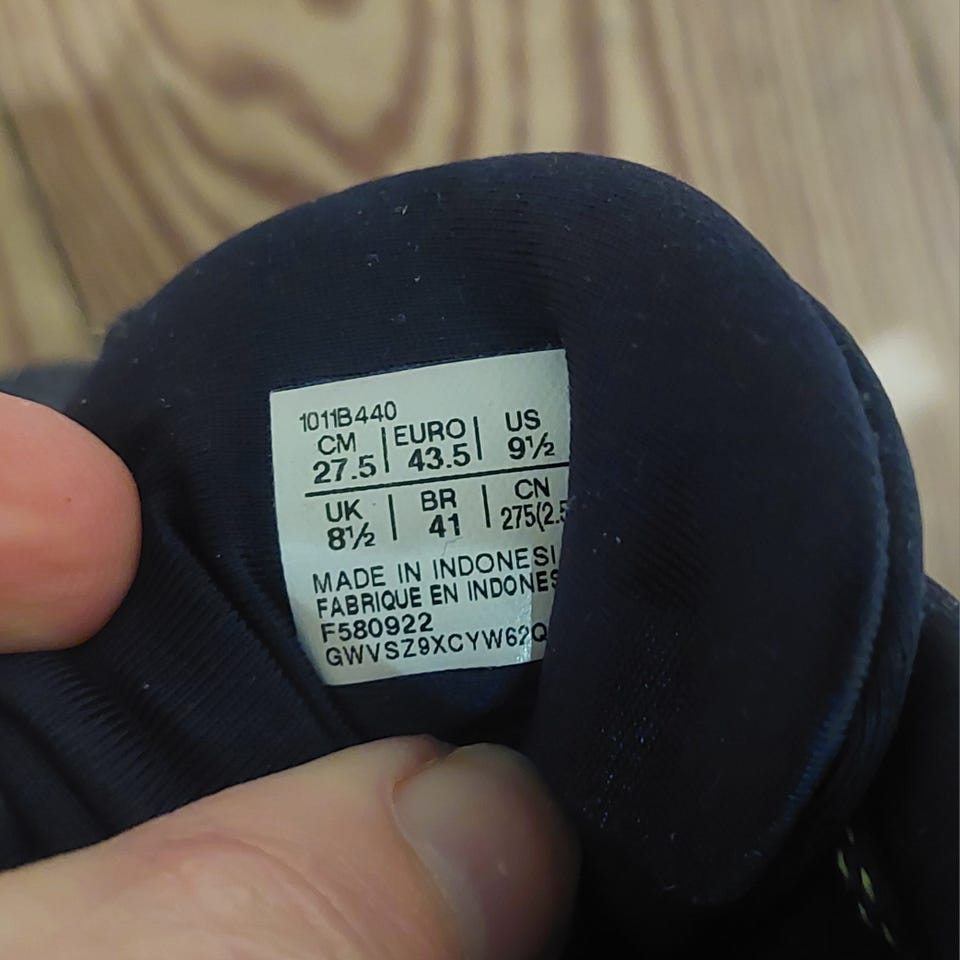 1011B440
CM | EURO | US
27.5 | 43.5 | 9½
UK | BR | CN
8½ | 41 | 275(2.5
MADE IN INDONESI
FABRIQUE EN INDONES
F580922
GWVSZ9XCYW62Q